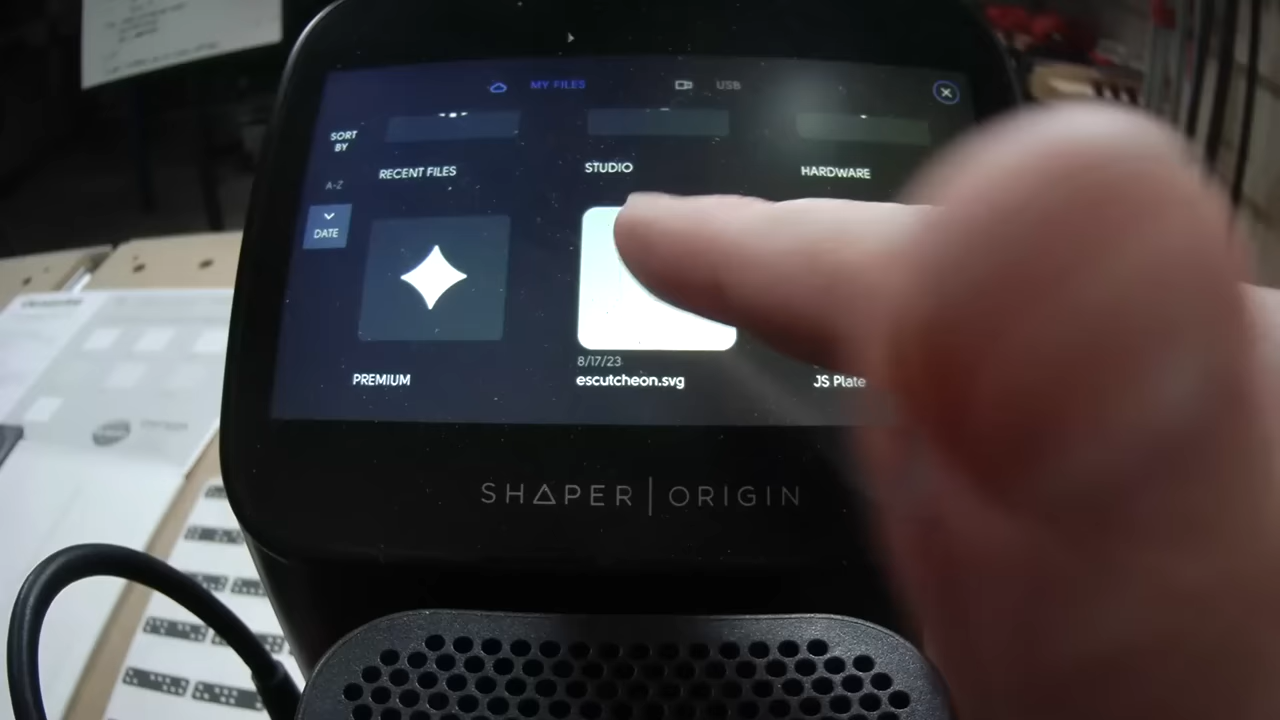 MY FILES
USB
SORT
BY
RECENT FILES
STUDIO
HARDWARE
A-Z
DATE
8/17/23
PREMIUM
escutcheon.svg
JS Plate
SHAPER | ORIGIN